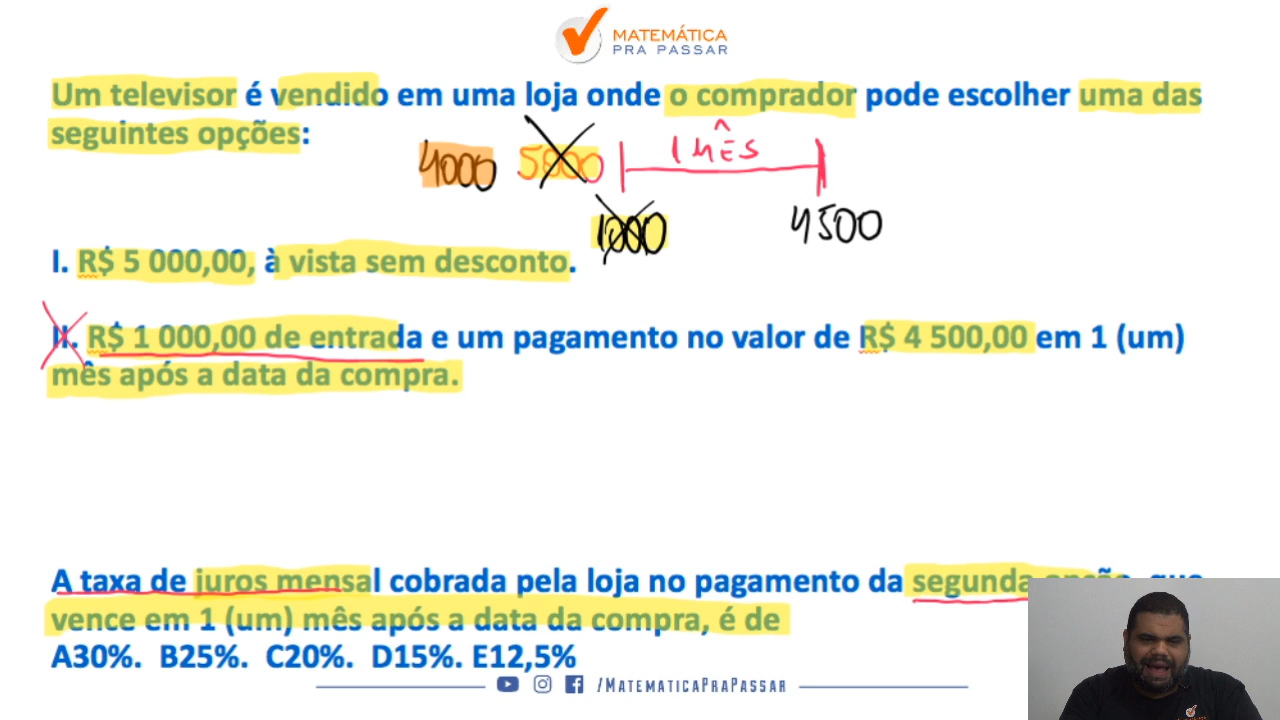 MATEMÁTICA
PRA PASSAR
Um televisor é vendido em uma loja onde o comprador pode escolher uma das
seguintes opções:
4000 5000 1 MÊS
1000 4500
I. R$ 5 000,00, à vista sem desconto.
II. R$ 1 000,00 de entrada e um pagamento no valor de R$ 4 500,00 em 1 (um)
mês após a data da compra.
A taxa de juros mensal cobrada pela loja no pagamento da segunda opção, que
vence em 1 (um) mês após a data da compra, é de
A30%. B25%. C20%. D15%. E12,5%
/MATEMATICAPRAPASSAR